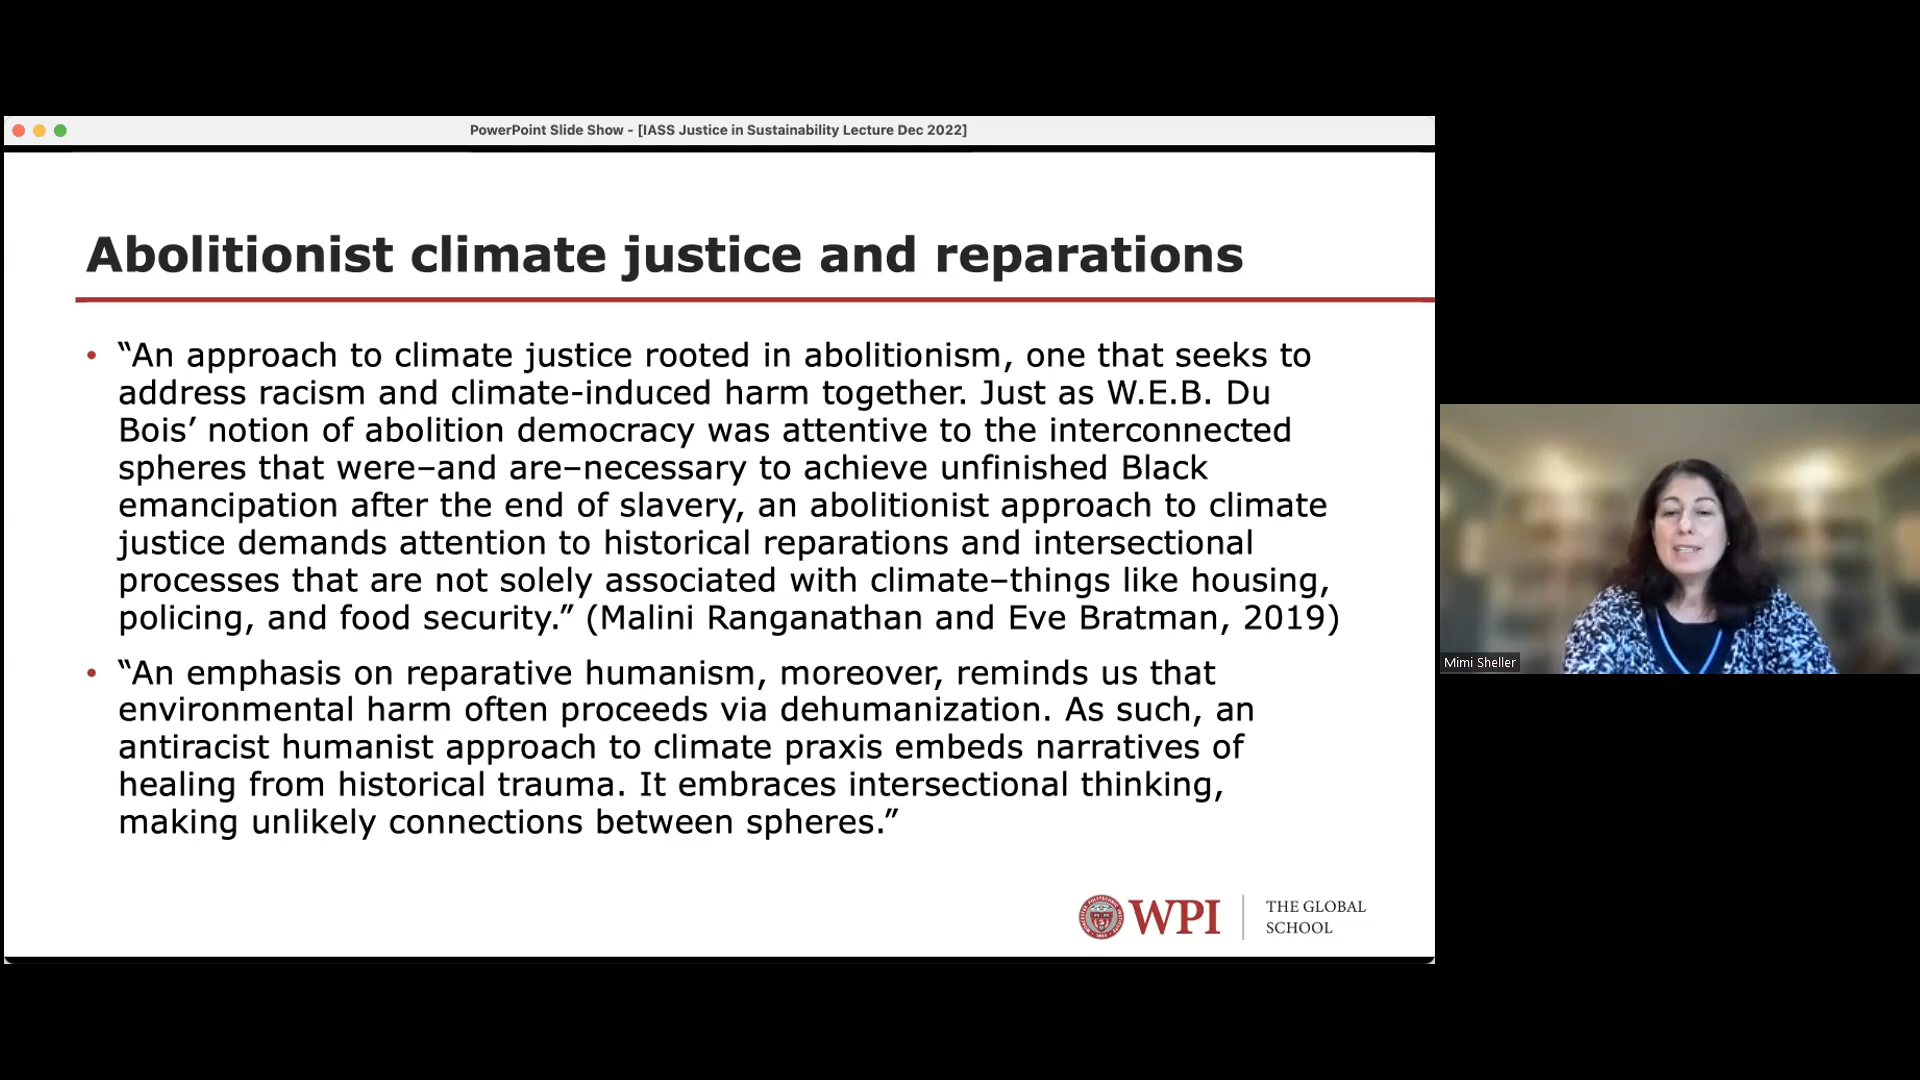 PowerPoint Slide Show - [IASS Justice in Sustainability Lecture Dec 2022]
Abolitionist climate justice and reparations
• “An approach to climate justice rooted in abolitionism, one that seeks to
address racism and climate-induced harm together. Just as W.E.B. Du
Bois’ notion of abolition democracy was attentive to the interconnected
spheres that were–and are–necessary to achieve unfinished Black
emancipation after the end of slavery, an abolitionist approach to climate
justice demands attention to historical reparations and intersectional
processes that are not solely associated with climate–things like housing,
policing, and food security.” (Malini Ranganathan and Eve Bratman, 2019)
• “An emphasis on reparative humanism, moreover, reminds us that
environmental harm often proceeds via dehumanization. As such, an
antiracist humanist approach to climate praxis embeds narratives of
healing from historical trauma. It embraces intersectional thinking,
making unlikely connections between spheres.”
WPI
THE GLOBAL
SCHOOL
Mimi Sheller